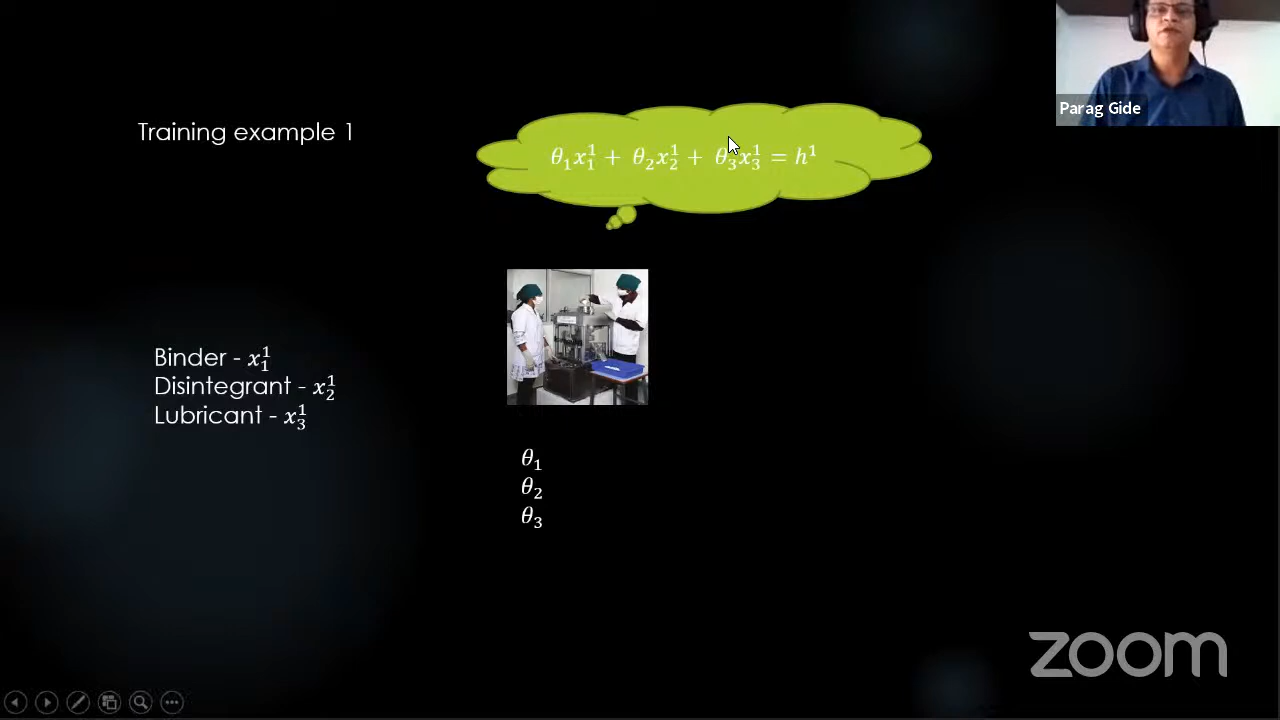 Parag Gide
Training example 1
θ₁x₁¹ + θ₂x₂¹ + θ₃x₃¹ = h¹
Binder - x₁¹
Disintegrant - x₂¹
Lubricant - x₃¹
θ₁
θ₂
θ₃
zoom